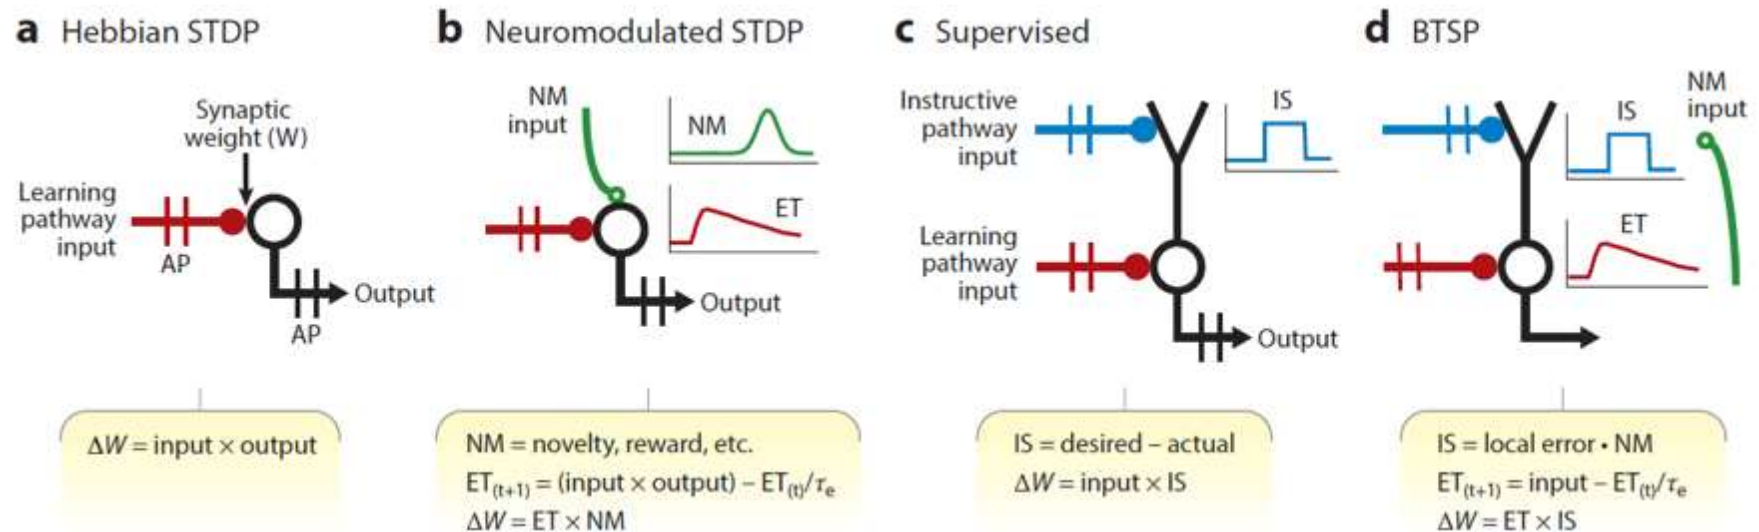 a Hebbian STDP
Synaptic
weight (W)
Learning
pathway
input
AP
Output
AP
ΔW = input × output
b Neuromodulated STDP
NM
input
NM
ET
Output
NM = novelty, reward, etc.
ET(t+1) = (input × output) – ET(t)/τe
ΔW = ET × NM
c Supervised
Instructive
pathway
input
IS
Learning
pathway
input
Output
IS = desired – actual
ΔW = input × IS
d BTSP
NM
input
IS
ET
IS = local error • NM
ET(t+1) = input – ET(t)/τe
ΔW = ET × IS